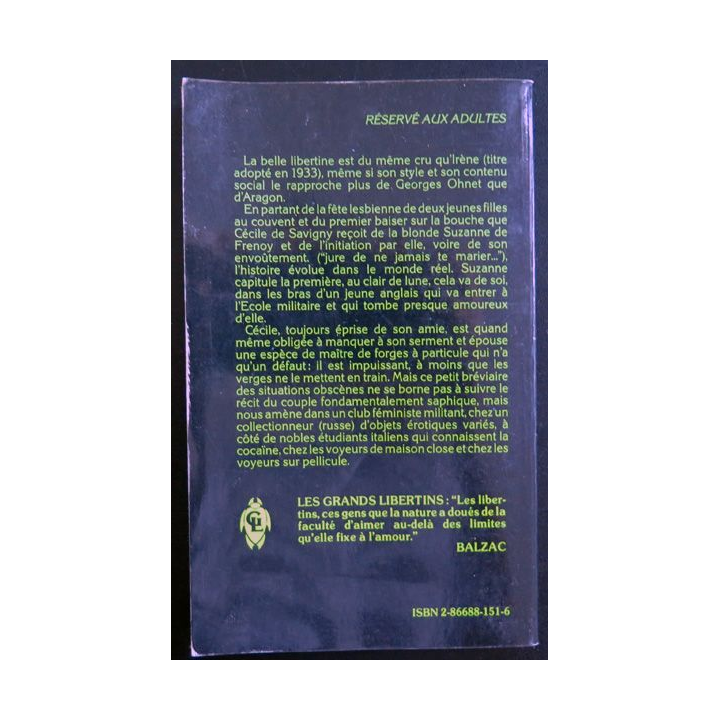 RÉSERVÉ AUX ADULTES
La belle libertine est du même cru qu'Irène (titre
adopté en 1933), même si son style et son contenu
social le rapproche plus de Georges Ohnet que
d'Aragon.
En partant de la fête lesbienne de deux jeunes filles
au couvent et du premier baiser sur la bouche que
Cécile de Savigny reçoit de la blonde Suzanne de
Frenoy et de l'initiation par elle, voire de son
envoûtement, ("jure de ne jamais te marier..."),
l'histoire évolue dans le monde réel. Suzanne
capitule la première, au clair de lune, cela va de soi,
dans les bras d'un jeune anglais qui va entrer à
l'Ecole militaire et qui tombe presque amoureux
d'elle.
Cécile, toujours éprise de son amie, est quand
même obligée à manquer à son serment et épouse
une espèce de maître de forges à particule qui n'a
qu'un défaut : il est impuissant, à moins que les
verges ne le mettent en train. Mais ce petit bréviaire
des situations obscènes ne se borne pas à suivre le
récit du couple fondamentalement saphique, mais
nous amène dans un club féministe militant, chez un
collectionneur (russe) d'objets érotiques variés, à
côté de nobles étudiants italiens qui connaissent la
cocaïne, chez les voyeurs de maison close et chez les
voyeurs sur pellicule.
LES GRANDS LIBERTINS : "Les liber-
tins, ces gens que la nature a doués de la
faculté d'aimer au-delà des limites
qu'elle fixe à l'amour."
BALZAC
GL
ISBN 2-86688-151-6